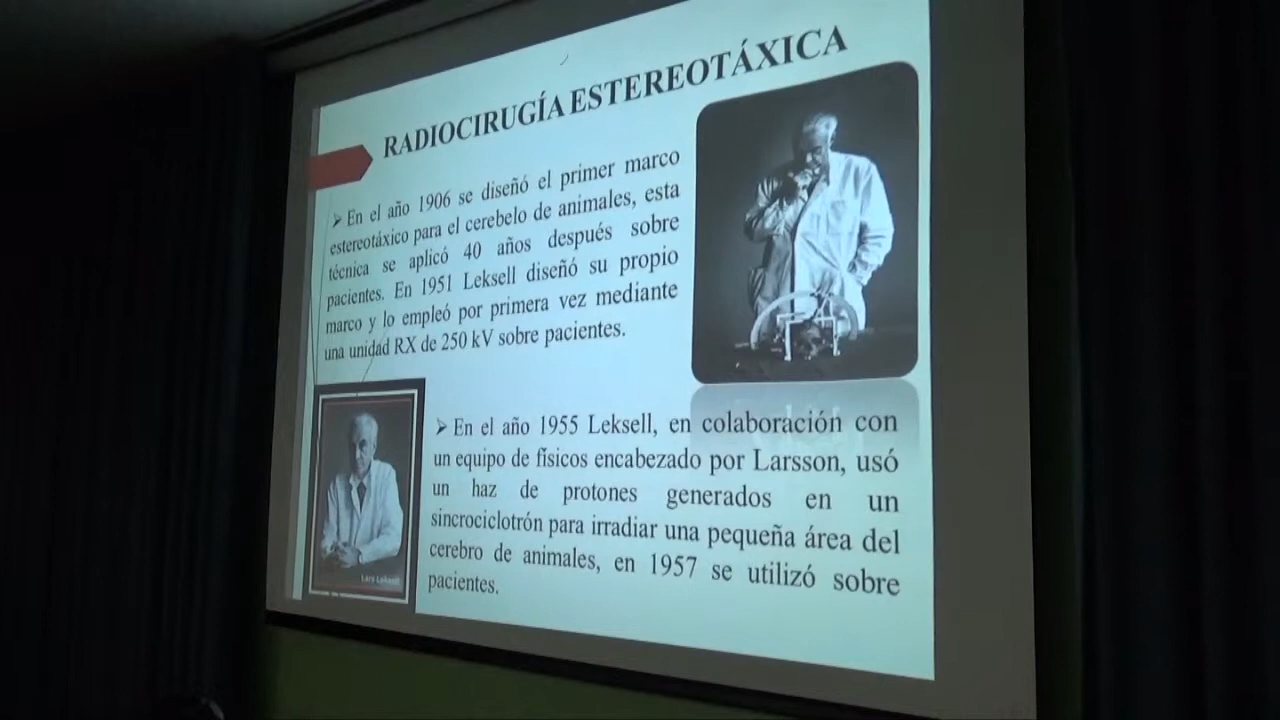 RADIOCIRUGÍA ESTEREOTÁXICA
➢ En el año 1906 se diseñó el primer marco
estereotáxico para el cerebelo de animales, esta
técnica se aplicó 40 años después sobre
pacientes. En 1951 Leksell diseñó su propio
marco y lo empleó por primera vez mediante
una unidad RX de 250 kV sobre pacientes.
➢ En el año 1955 Leksell, en colaboración con
un equipo de físicos encabezado por Larsson, usó
un haz de protones generados en un
sincrociclotrón para irradiar una pequeña área del
cerebro de animales, en 1957 se utilizó sobre
pacientes.
Lars Leksell